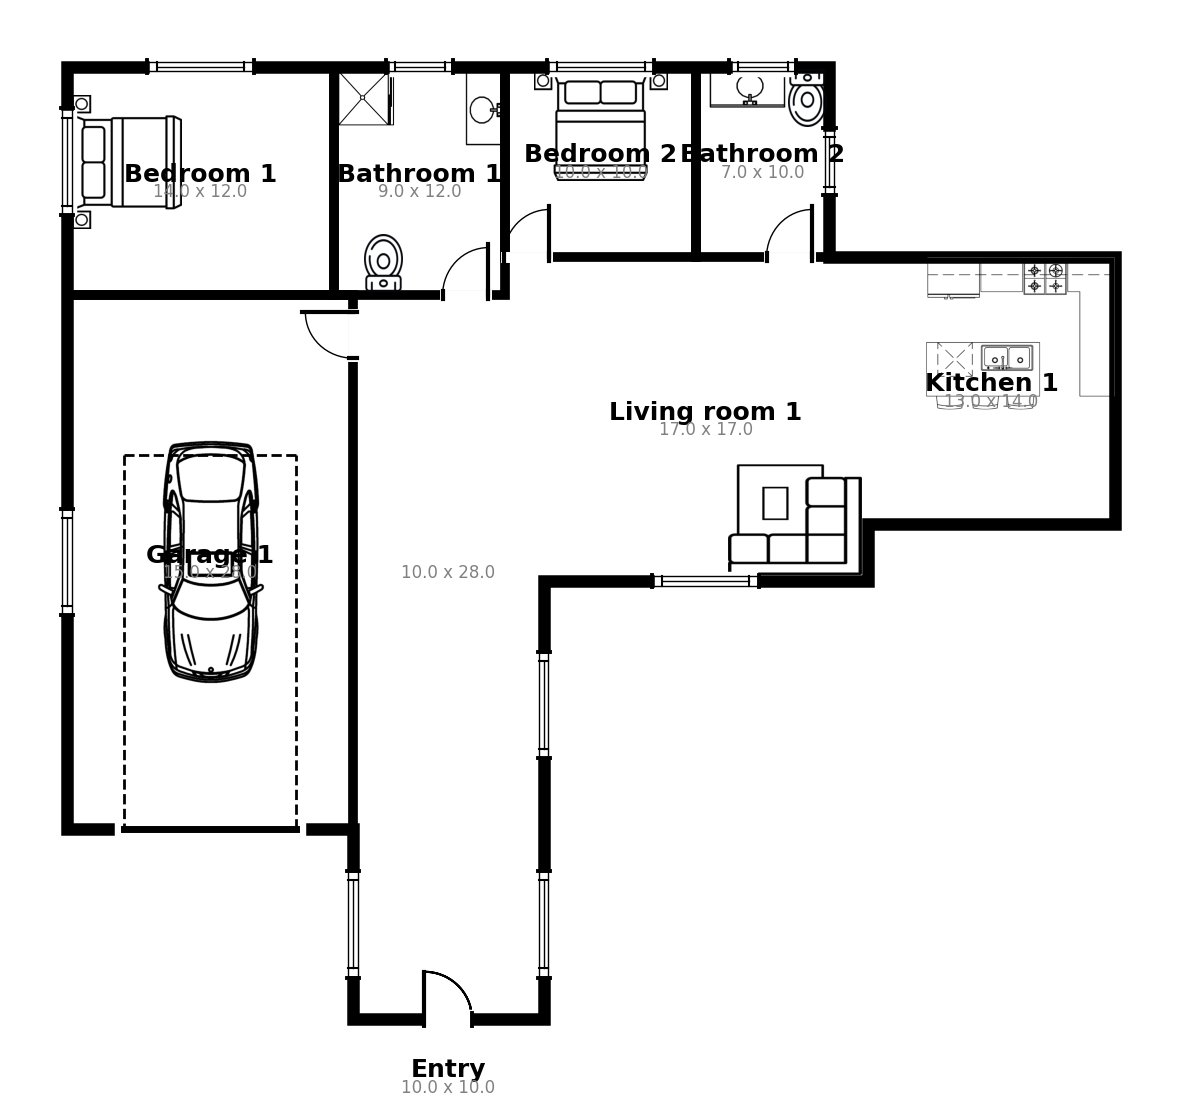 Bedroom 1
14.0 x 12.0
Bathroom 1
9.0 x 12.0
Bedroom 2
10.0 x 10.0
Bathroom 2
7.0 x 10.0
Kitchen 1
13.0 x 14.0
Living room 1
17.0 x 17.0
Garage 1
15.0 x 28.0
10.0 x 28.0
Entry
10.0 x 10.0